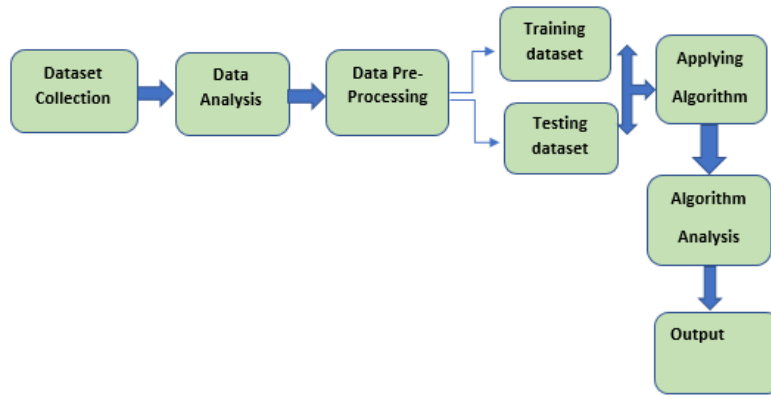 Dataset
Collection
Data
Analysis
Data Pre-
Processing
Training
dataset
Testing
dataset
Applying
Algorithm
Algorithm
Analysis
Output